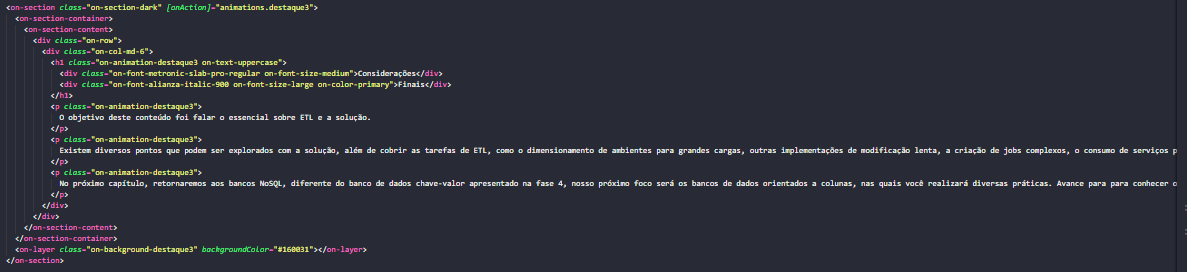 <on-section class="on-section-dark" [onAction]="animations.destaque3">
<on-section-container>
<on-section-content>
<div class="on-row">
<div class="on-col-md-6">
<h1 class="on-animation-destaque3 on-text-uppercase">
<div class="on-font-metronic-slab-pro-regular on-font-size-medium">Considerações</div>
<div class="on-font-alianza-italic-900 on-font-size-large on-color-primary">Finais</div>
</h1>
<p class="on-animation-destaque3">
O objetivo deste conteúdo foi falar o essencial sobre ETL e a solução.
</p>
<p class="on-animation-destaque3">
Existem diversos pontos que podem ser explorados com a solução, além de cobrir as tarefas de ETL, como o dimensionamento de ambientes para grandes cargas, outras implementações de modificação lenta, a criação de jobs complexos, o consumo de serviços p
</p>
<p class="on-animation-destaque3">
No próximo capítulo, retornaremos aos bancos NoSQL, diferente do banco de dados chave-valor apresentado na fase 4, nosso próximo foco será os bancos de dados orientados a colunas, nas quais você realizará diversas práticas. Avance para para conhecer o
</p>
</div>
</div>
</on-section-content>
</on-section-container>
<on-layer class="on-background-destaque3" backgroundColor="#160031"></on-layer>
</on-section>